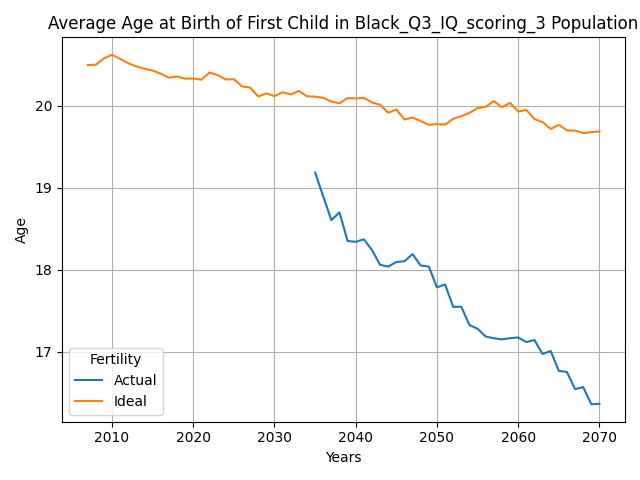 Average Age at Birth of First Child in Black_Q3_IQ_scoring_3 Population
Age
20
19
18
17
Fertility
Actual
Ideal
2010 2020 2030 2040 2050 2060 2070
Years